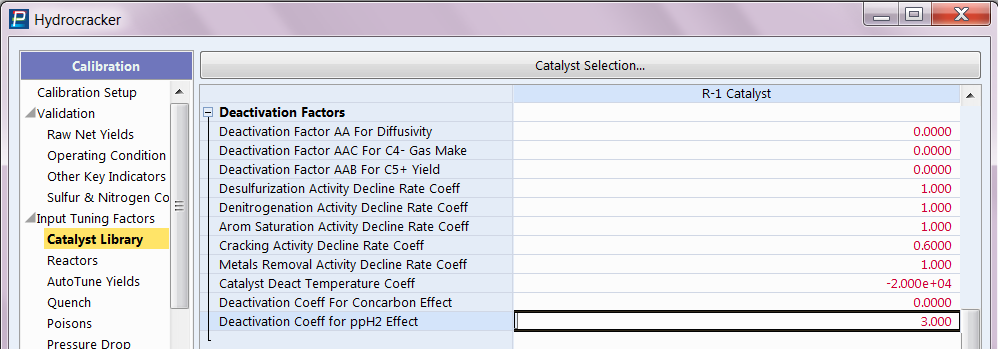 Hydrocracker
Calibration
Catalyst Selection...
Calibration Setup
Validation
Raw Net Yields
Operating Condition
Other Key Indicators
Sulfur & Nitrogen Co
Input Tuning Factors
Catalyst Library
Reactors
AutoTune Yields
Quench
Poisons
Pressure Drop
R-1 Catalyst
Deactivation Factors
Deactivation Factor AA For Diffusivity 0.0000
Deactivation Factor AAC For C4- Gas Make 0.0000
Deactivation Factor AAB For C5+ Yield 0.0000
Desulfurization Activity Decline Rate Coeff 1.000
Denitrogenation Activity Decline Rate Coeff 1.000
Arom Saturation Activity Decline Rate Coeff 1.000
Cracking Activity Decline Rate Coeff 0.6000
Metals Removal Activity Decline Rate Coeff 1.000
Catalyst Deact Temperature Coeff -2.000e+04
Deactivation Coeff For Concarbon Effect 0.0000
Deactivation Coeff for ppH2 Effect 3.000